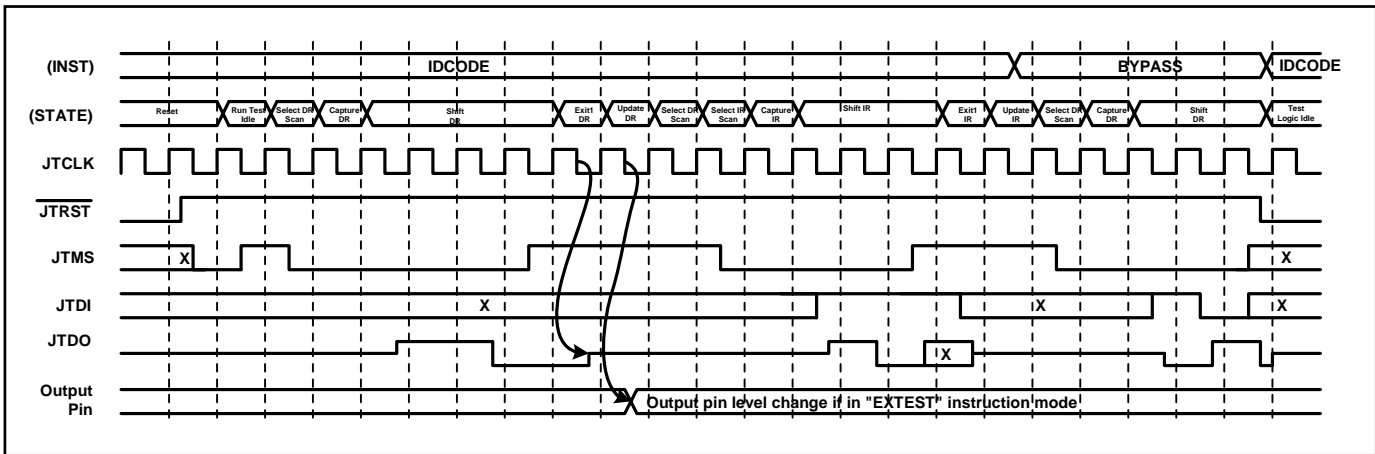 (INST) IDCODE BYPASS IDCODE
(STATE) Reset Run Test Idle Select DR Scan Capture DR Shift DR Exit1 DR Update DR Select DR Scan Select IR Scan Capture IR Shift IR Exit1 IR Update IR Select DR Scan Capture DR Shift DR Test Logic Idle
JTCLK
JTRST
JTMS X X
JTDI X X X
JTDO X
Output Pin Output pin level change if in "EXTEST" instruction mode